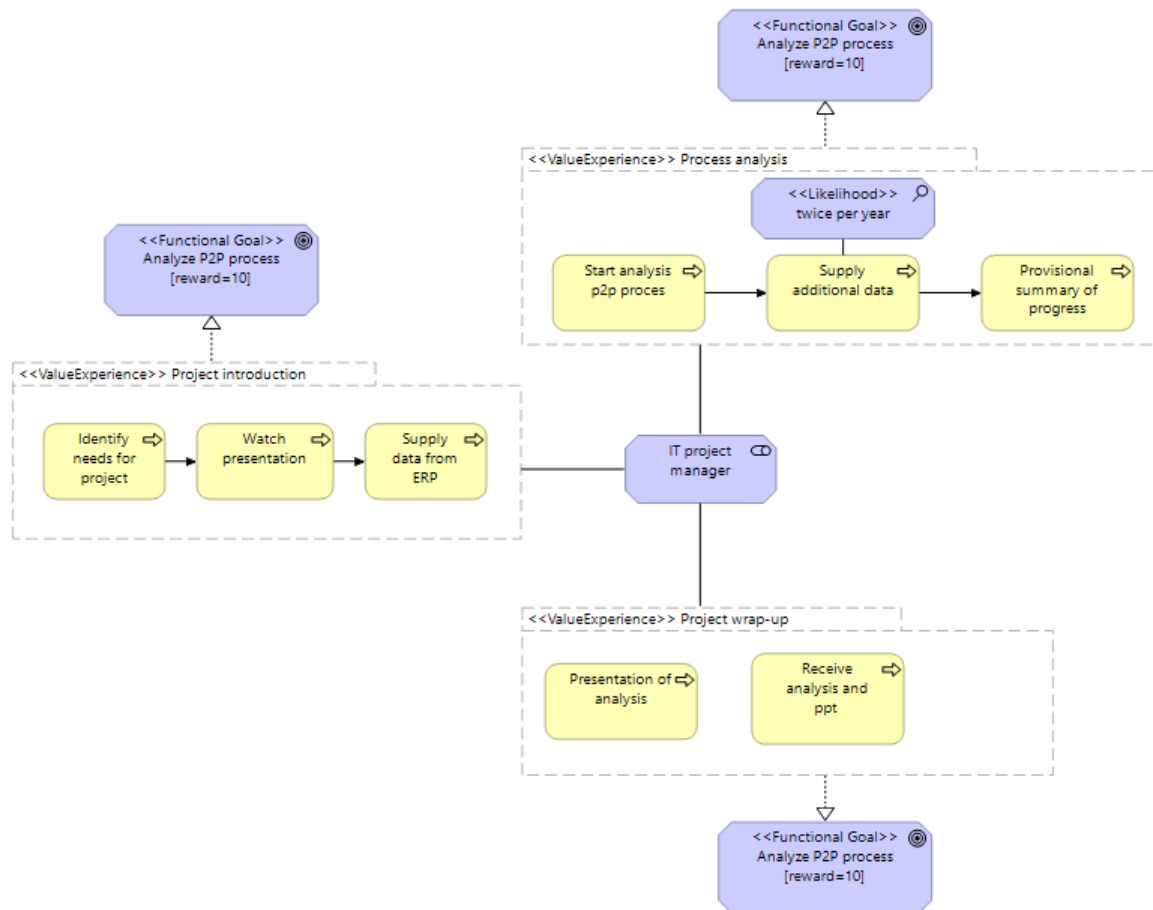 <<Functional Goal>>
Analyze P2P process
[reward=10]
<<ValueExperience>> Process analysis
<<Likelihood>>
twice per year
Start analysis
p2p proces
Supply
additional data
Provisional
summary of
progress
<<Functional Goal>>
Analyze P2P process
[reward=10]
<<ValueExperience>> Project introduction
Identify
needs for
project
Watch
presentation
Supply
data from
ERP
IT project
manager
<<ValueExperience>> Project wrap-up
Presentation of
analysis
Receive
analysis and
ppt
<<Functional Goal>>
Analyze P2P process
[reward=10]